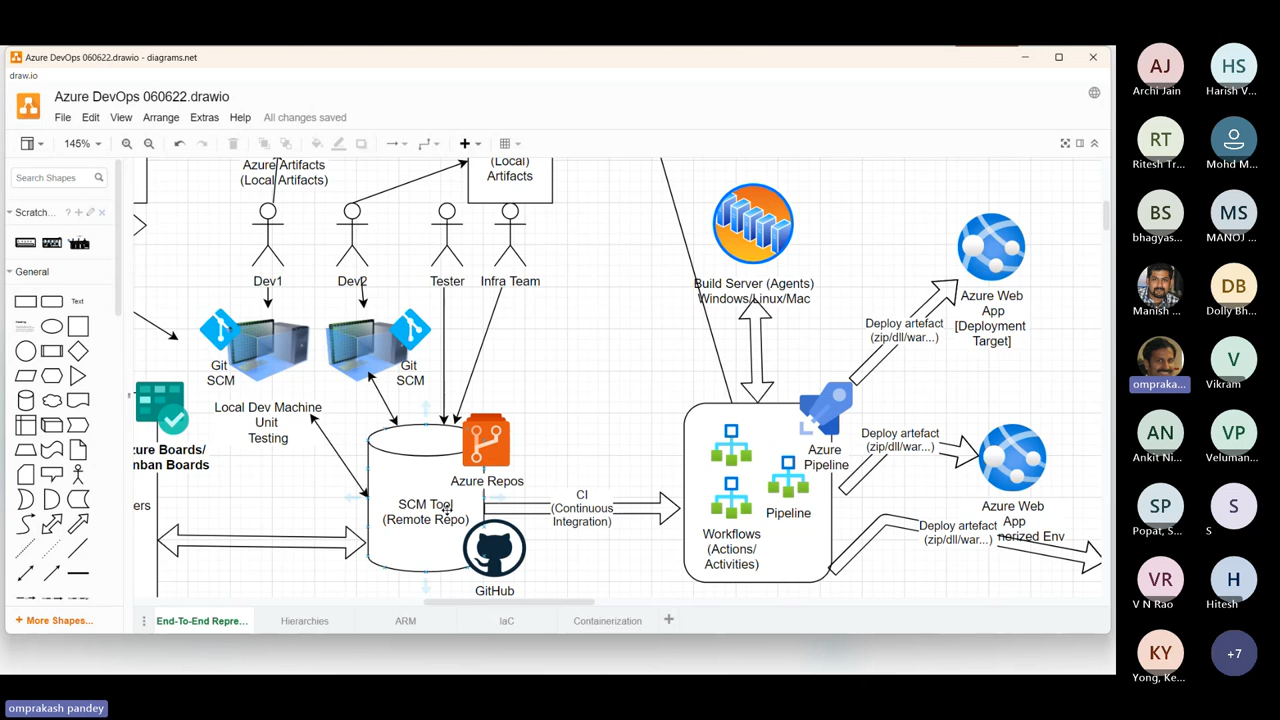 Azure DevOps 060622.drawio - diagrams.net
draw.io
Azure DevOps 060622.drawio
File Edit View Arrange Extras Help All changes saved
145%
Search Shapes
Scratch...
General
Text
More Shapes...
Azure Artifacts
(Local Artifacts)
(Local)
Artifacts
Dev1
Dev2
Tester
Infra Team
Git
SCM
Git
SCM
Local Dev Machine
Unit
Testing
zure Boards/
nban Boards
ers
SCM Tool
(Remote Repo)
Azure Repos
GitHub
CI
(Continuous
Integration)
Build Server (Agents)
Windows/Linux/Mac
Workflows
(Actions/
Activities)
Pipeline
Azure
Pipeline
Deploy artefact
(zip/dll/war...)
Azure Web
App
[Deployment
Target]
Deploy artefact
(zip/dll/war...)
Azure Web
App
nerized Env
Deploy artefact
(zip/dll/war...)
End-To-End Repre... Hierarchies ARM IaC Containerization
AJ
Archi Jain
HS
Harish V...
RT
Ritesh Tr...
Mohd M...
BS
bhagyas...
MS
MANOJ ...
Manish ...
DB
Dolly Bh...
ompraka...
V
Vikram
AN
Ankit Ni...
VP
Veluman...
SP
Popat, S...
S
S
VR
V N Rao
H
Hitesh
KY
Yong, Ke...
+7
omprakash pandey